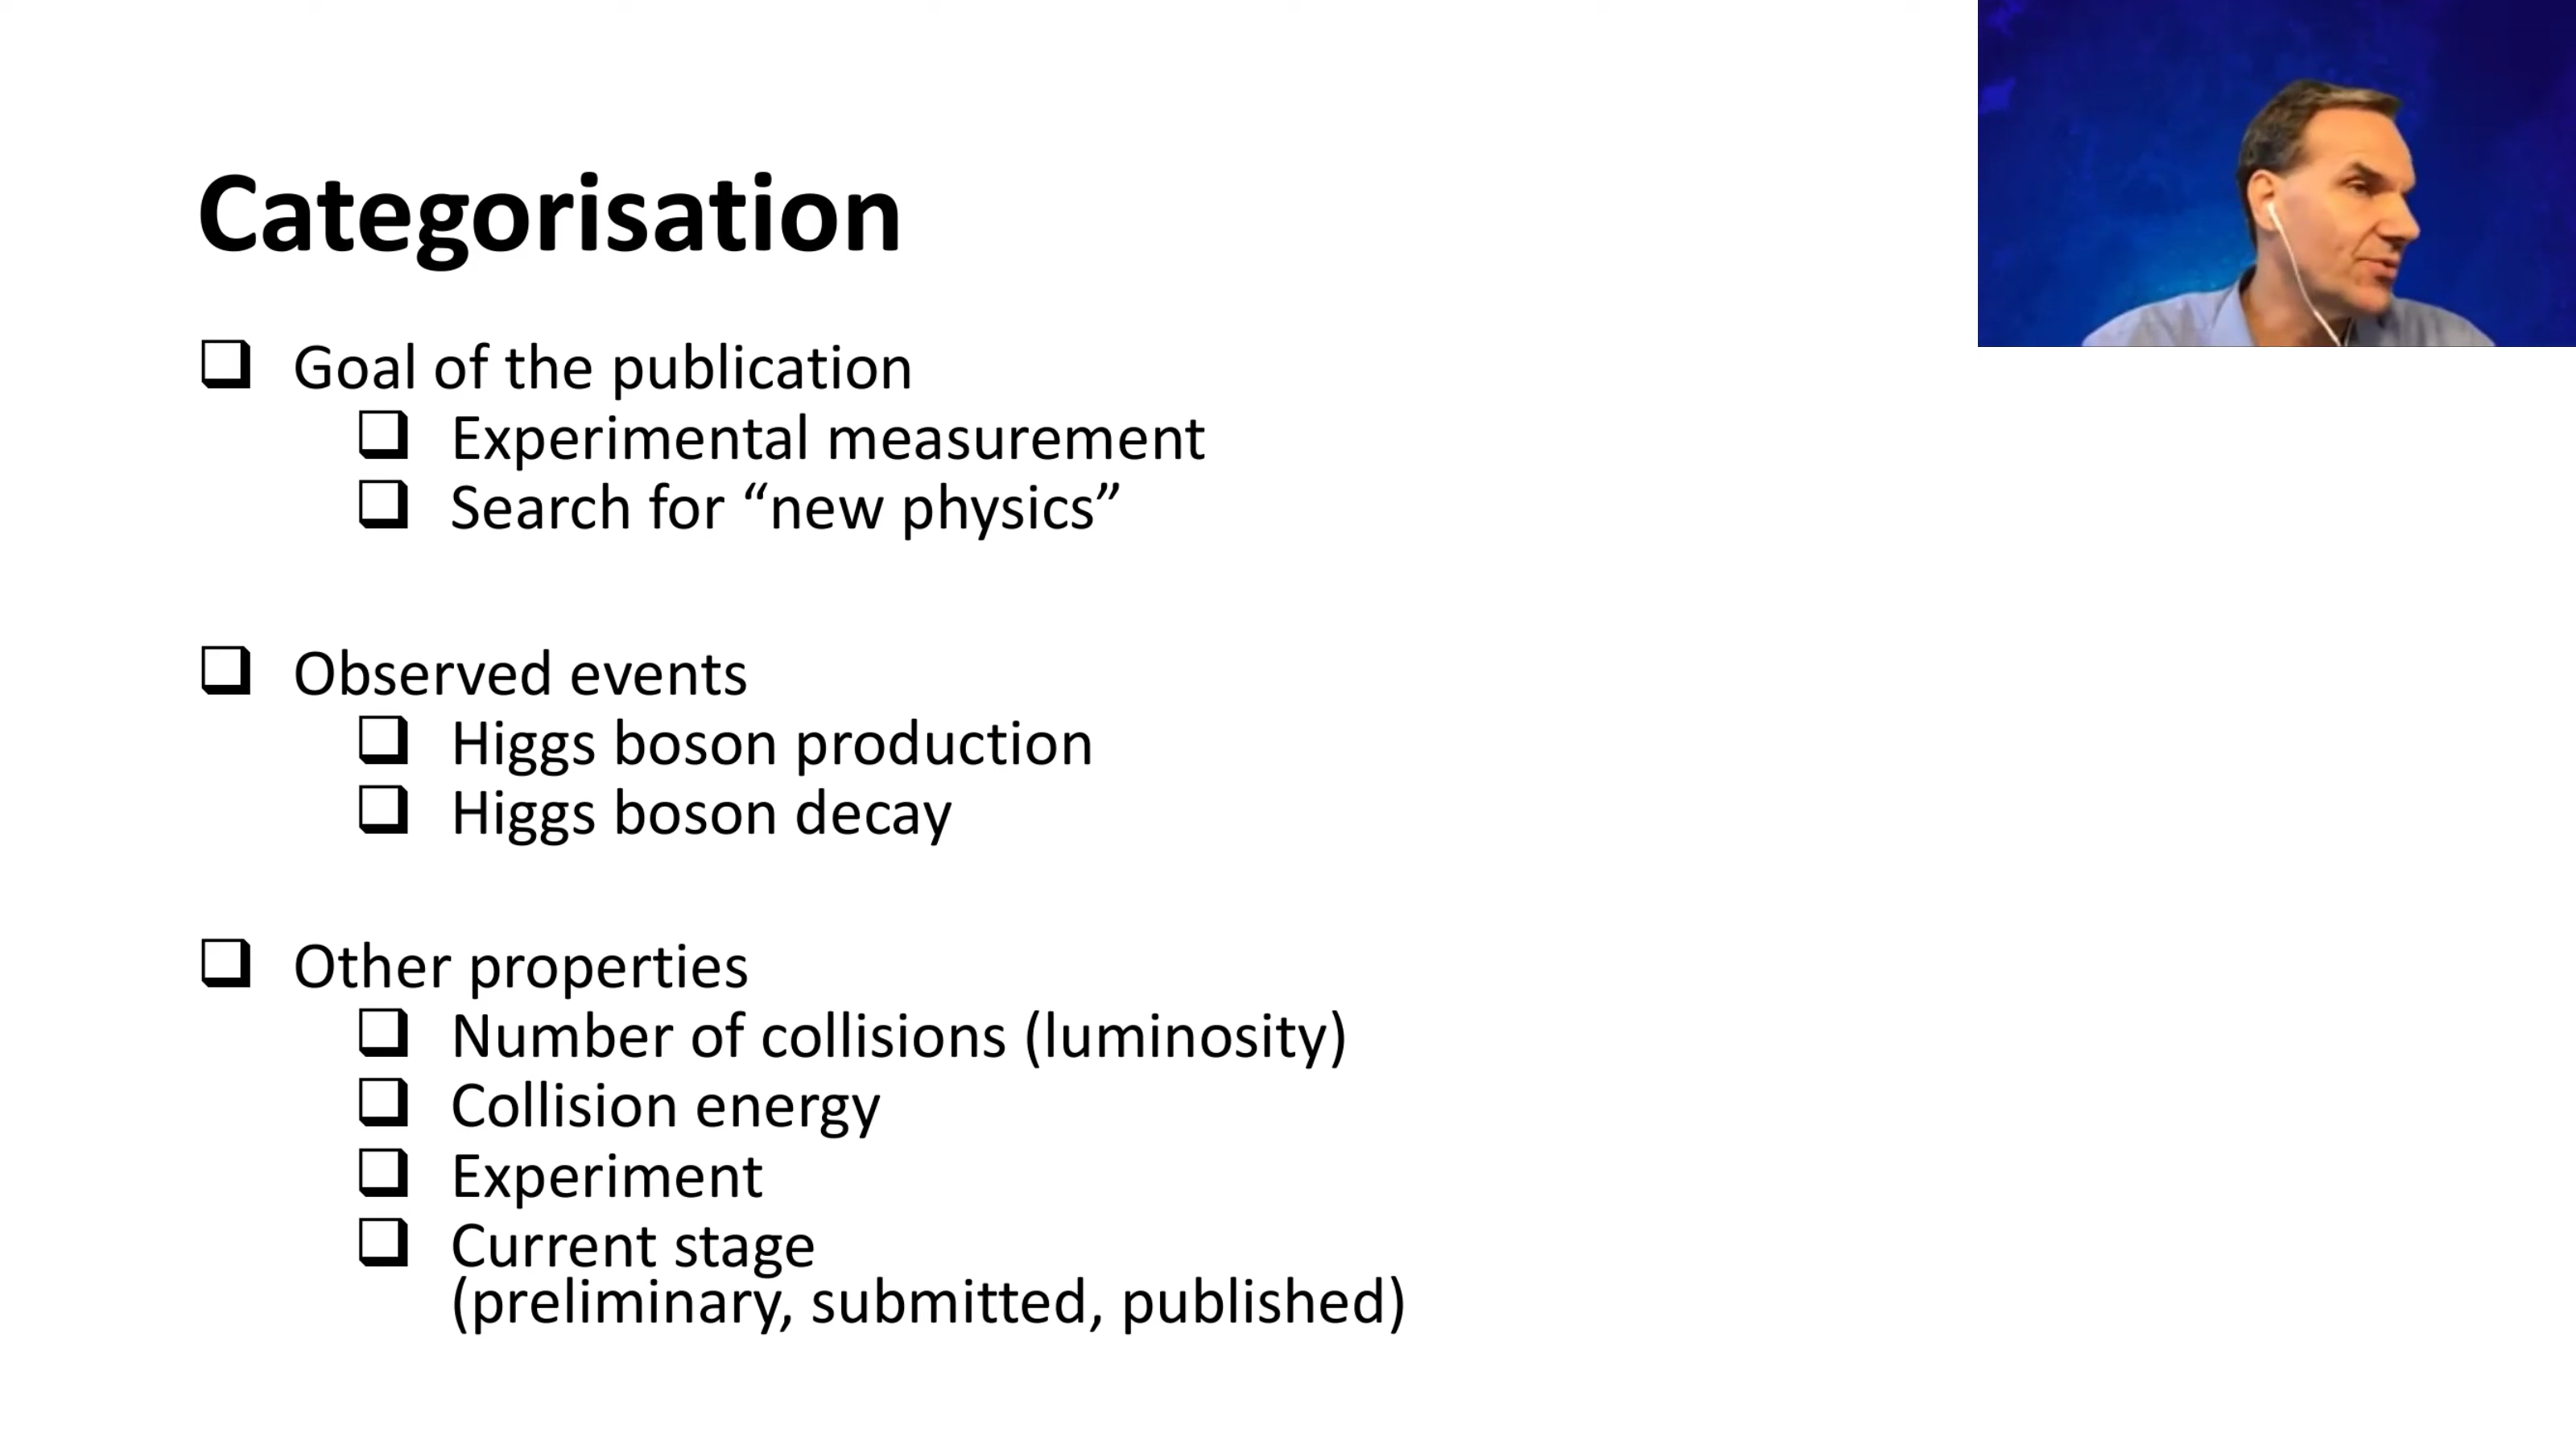 Categorisation
Goal of the publication
Experimental measurement
Search for “new physics”
Observed events
Higgs boson production
Higgs boson decay
Other properties
Number of collisions (luminosity)
Collision energy
Experiment
Current stage
(preliminary, submitted, published)